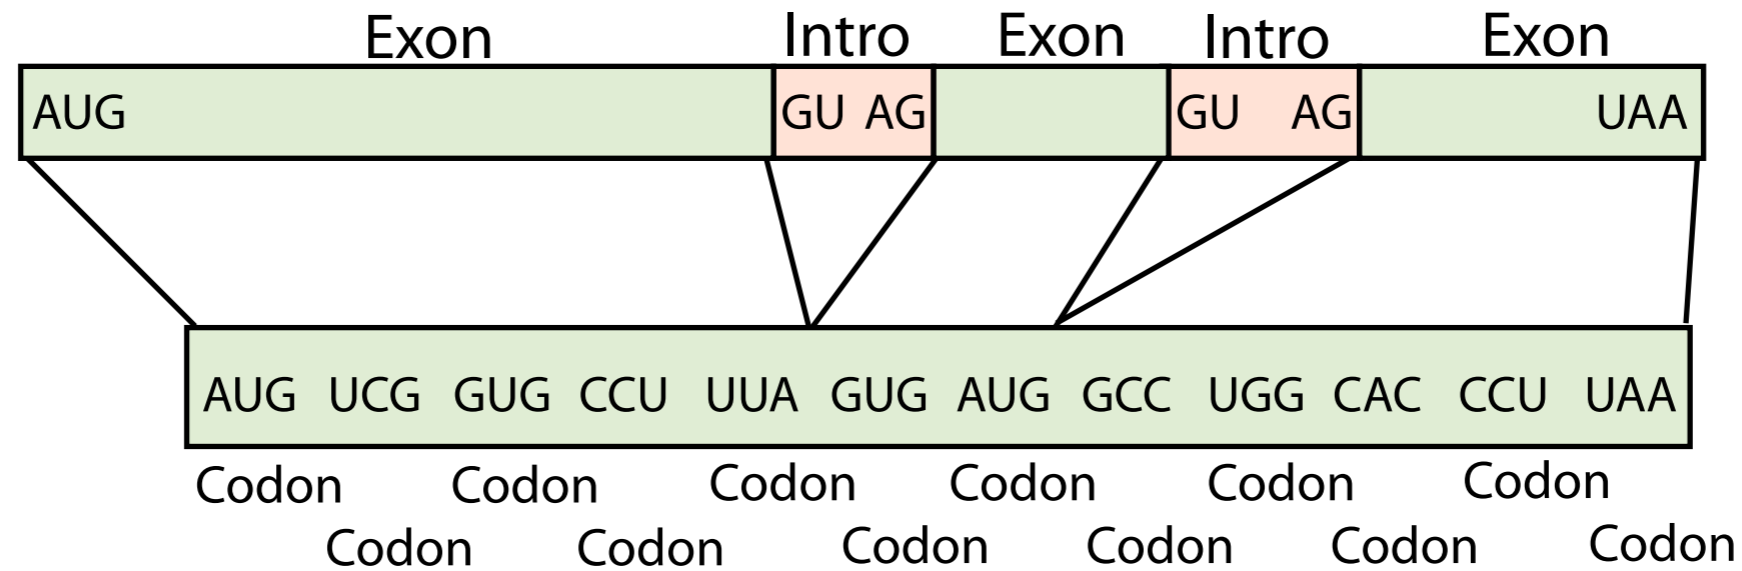 Exon Intro Exon Intro Exon
AUG GU AG GU AG UAA
AUG UCG GUG CCU UUA GUG AUG GCC UGG CAC CCU UAA
Codon Codon Codon Codon Codon Codon
Codon Codon Codon Codon Codon Codon